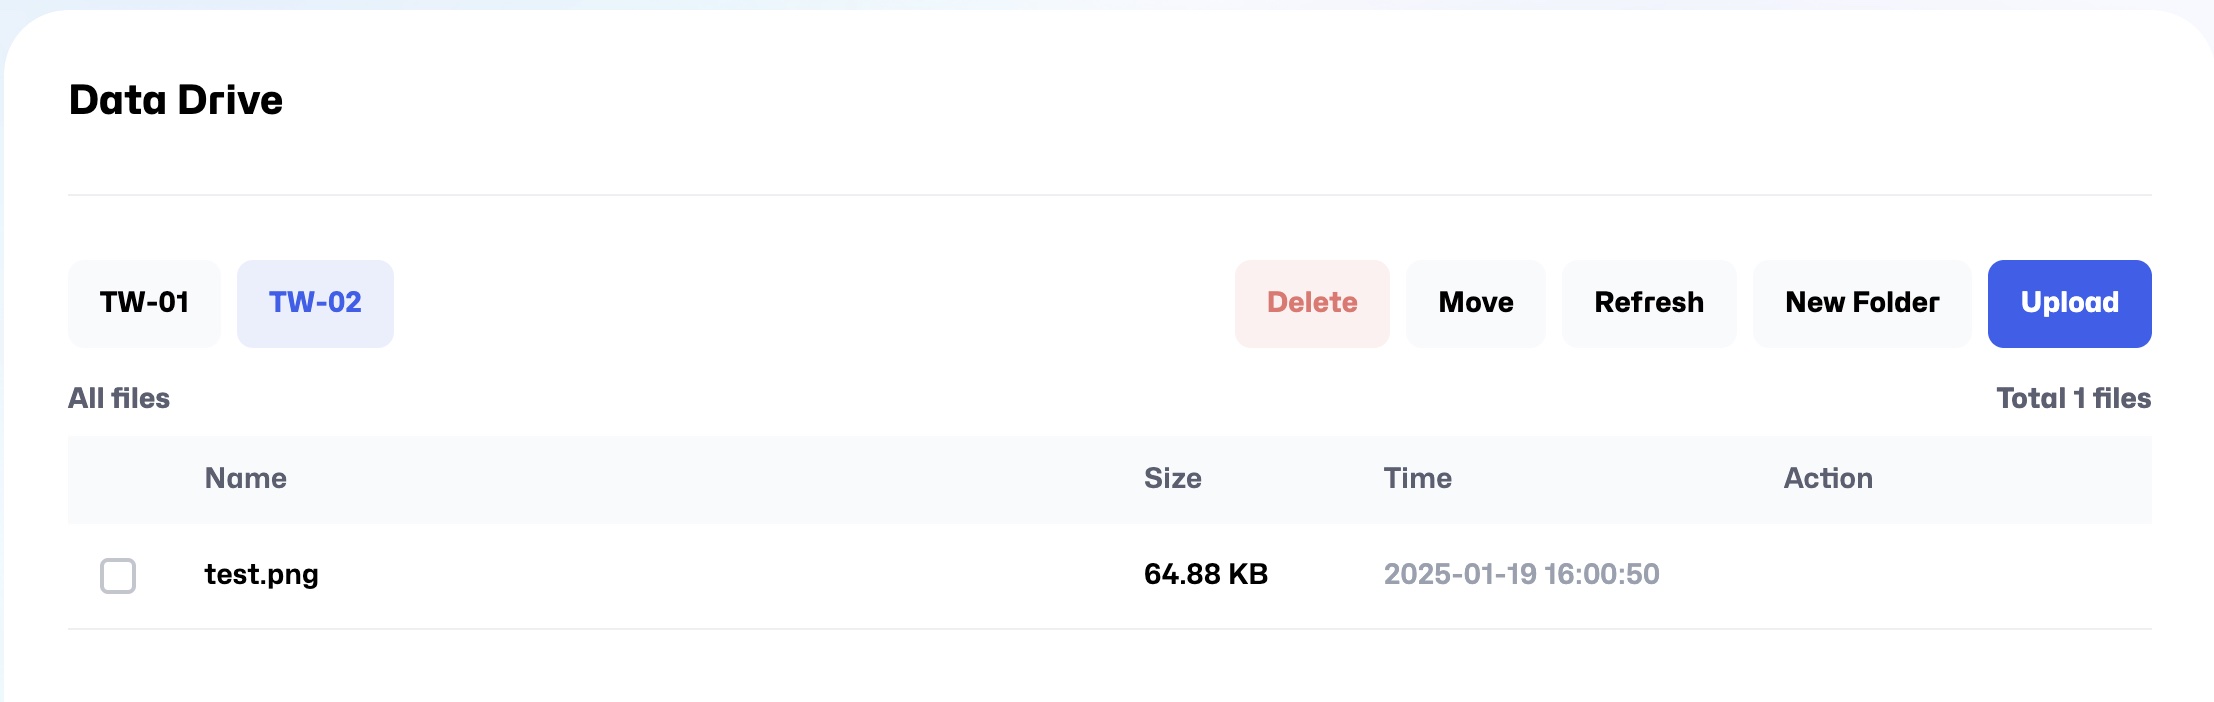 Data Drive
TW-01 TW-02 Delete Move Refresh New Folder Upload
All files Total 1 files
Name Size Time Action
test.png 64.88 KB 2025-01-19 16:00:50